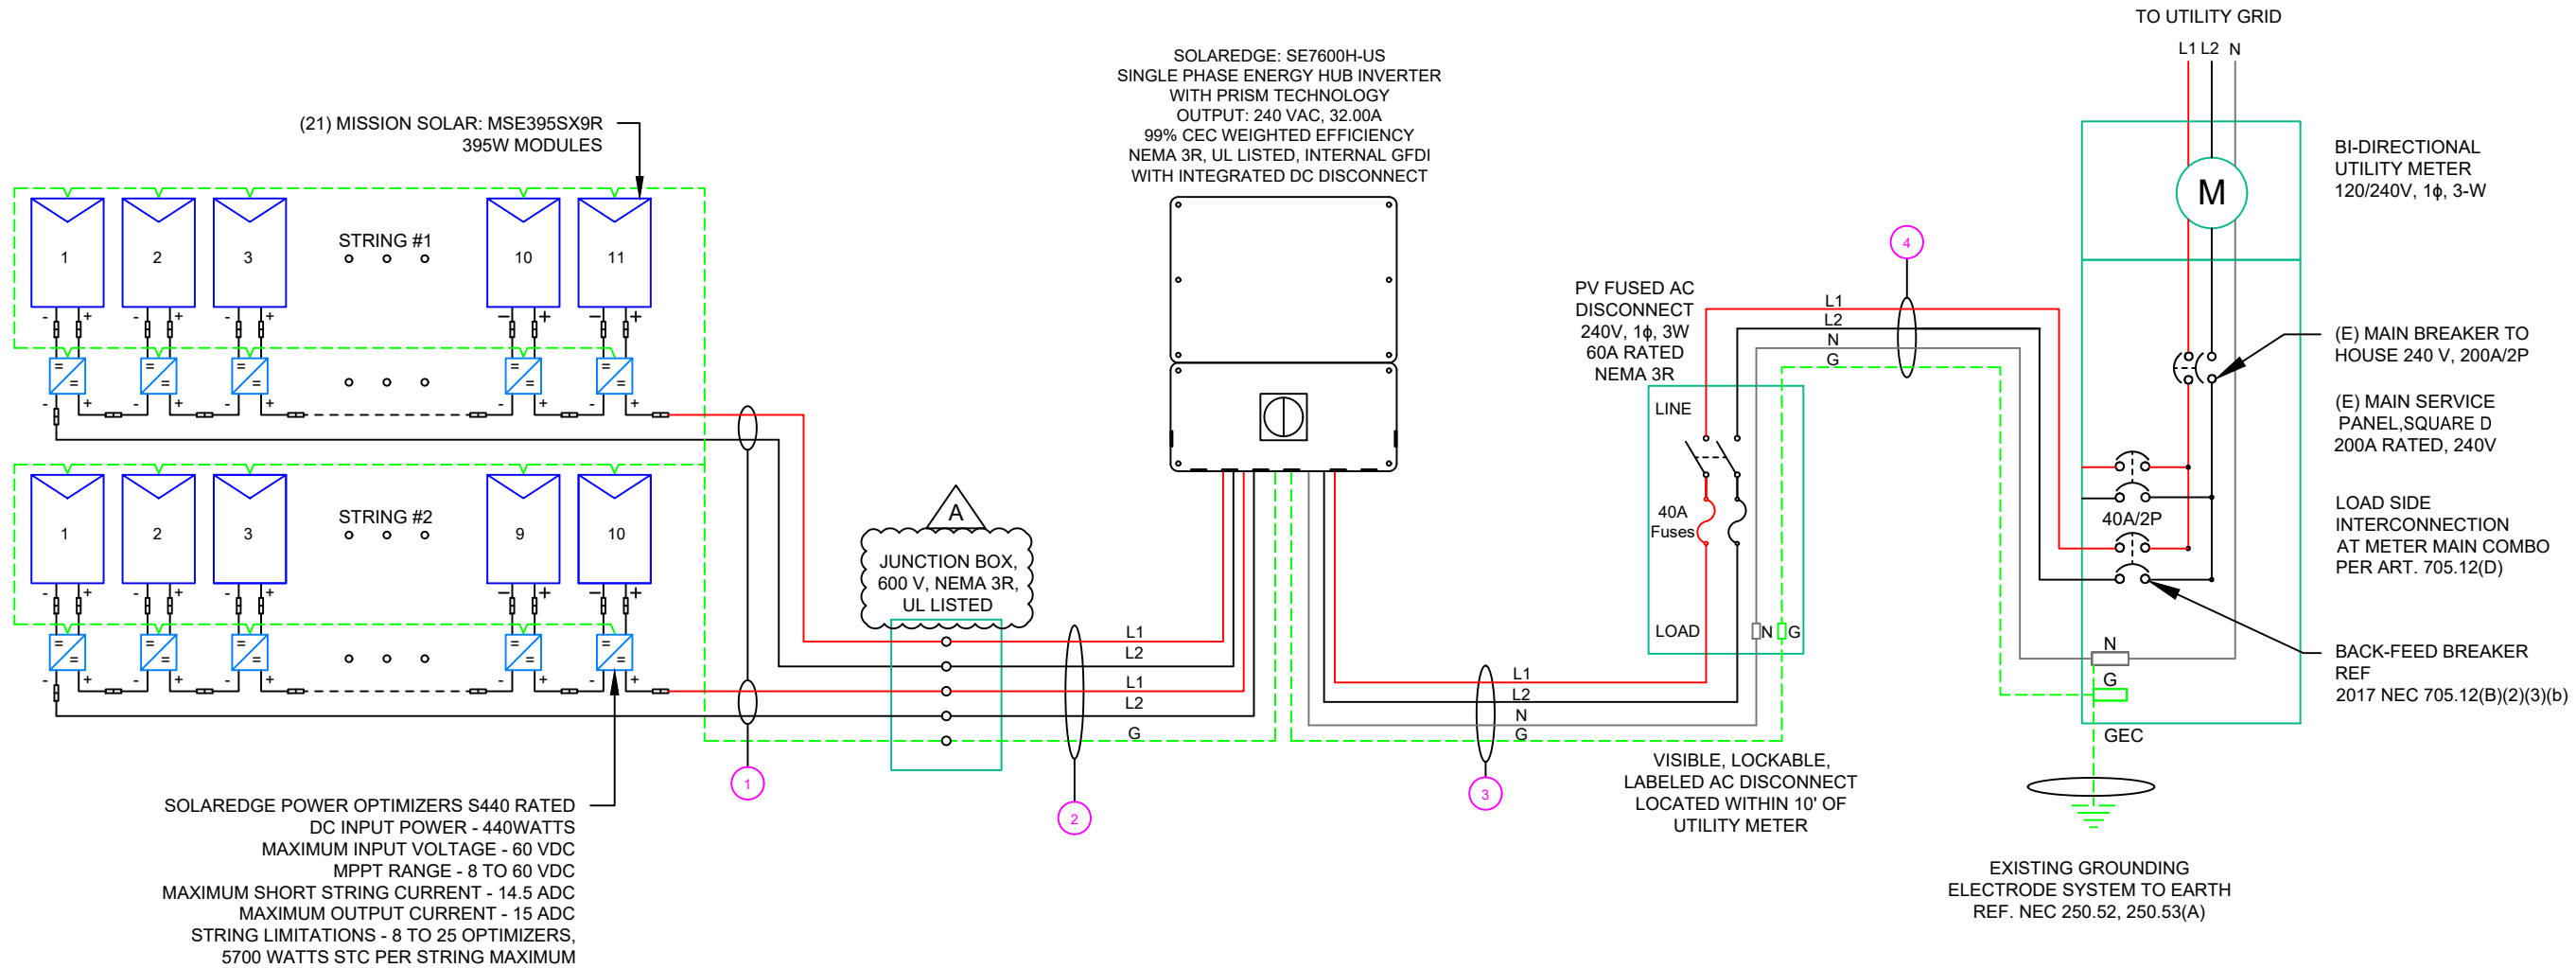 TO UTILITY GRID
L1 L2 N
SOLAREDGE: SE7600H-US
SINGLE PHASE ENERGY HUB INVERTER
WITH PRISM TECHNOLOGY
OUTPUT: 240 VAC, 32.00A
99% CEC WEIGHTED EFFICIENCY
NEMA 3R, UL LISTED, INTERNAL GFDI
WITH INTEGRATED DC DISCONNECT
(21) MISSION SOLAR: MSE395SX9R
395W MODULES
BI-DIRECTIONAL
UTILITY METER
120/240V, 1ϕ, 3-W
M
STRING #1
1 2 3 10 11
- + - + - + - + - +
= = = = = = = = = =
- + - + - + - + - +
STRING #2
1 2 3 9 10
- + - + - + - + - +
= = = = = = = = = =
- + - + - + - + - +
1
SOLAREDGE POWER OPTIMIZERS S440 RATED
DC INPUT POWER - 440WATTS
MAXIMUM INPUT VOLTAGE - 60 VDC
MPPT RANGE - 8 TO 60 VDC
MAXIMUM SHORT STRING CURRENT - 14.5 ADC
MAXIMUM OUTPUT CURRENT - 15 ADC
STRING LIMITATIONS - 8 TO 25 OPTIMIZERS,
5700 WATTS STC PER STRING MAXIMUM
A
JUNCTION BOX,
600 V, NEMA 3R,
UL LISTED
L1
L2
L1
L2
G
2
L1
L2
N
G
3
PV FUSED AC
DISCONNECT
240V, 1ϕ, 3W
60A RATED
NEMA 3R
LINE
40A
Fuses
LOAD
N G
VISIBLE, LOCKABLE,
LABELED AC DISCONNECT
LOCATED WITHIN 10' OF
UTILITY METER
4
L1
L2
N
G
(E) MAIN BREAKER TO
HOUSE 240 V, 200A/2P
(E) MAIN SERVICE
PANEL,SQUARE D
200A RATED, 240V
40A/2P
LOAD SIDE
INTERCONNECTION
AT METER MAIN COMBO
PER ART. 705.12(D)
N
G
BACK-FEED BREAKER
REF
2017 NEC 705.12(B)(2)(3)(b)
GEC
EXISTING GROUNDING
ELECTRODE SYSTEM TO EARTH
REF. NEC 250.52, 250.53(A)